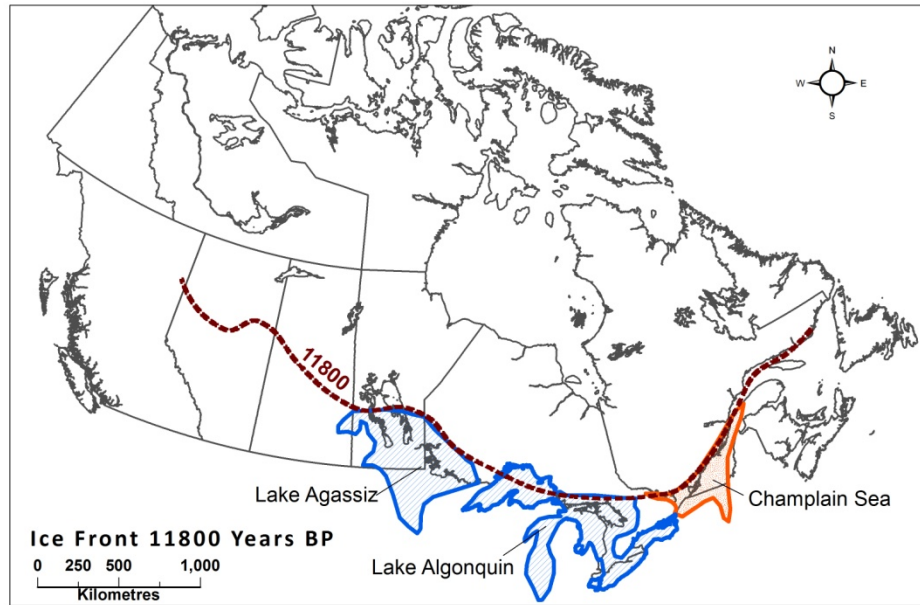 N
W E
S
11800
Lake Agassiz
Champlain Sea
Ice Front 11800 Years BP
Lake Algonquin
0 250 500 1,000
Kilometres